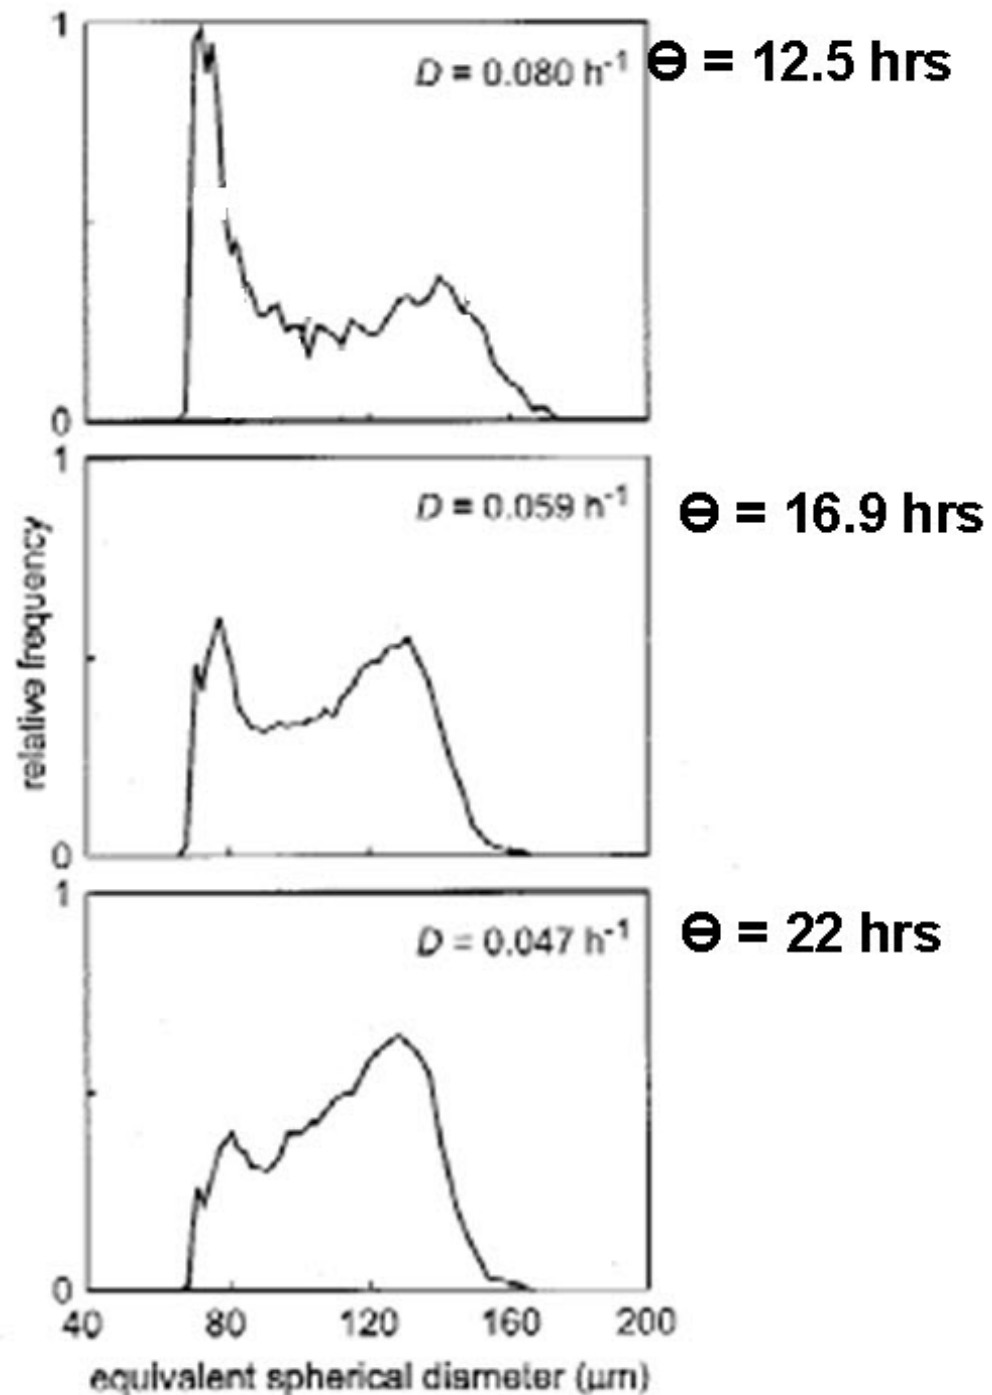 1
D = 0.080 h⁻¹
Ө = 12.5 hrs
0
1
D = 0.059 h⁻¹
Ө = 16.9 hrs
relative frequency
0
1
D = 0.047 h⁻¹
Ө = 22 hrs
0
40 80 120 160 200
equivalent spherical diameter (µm)